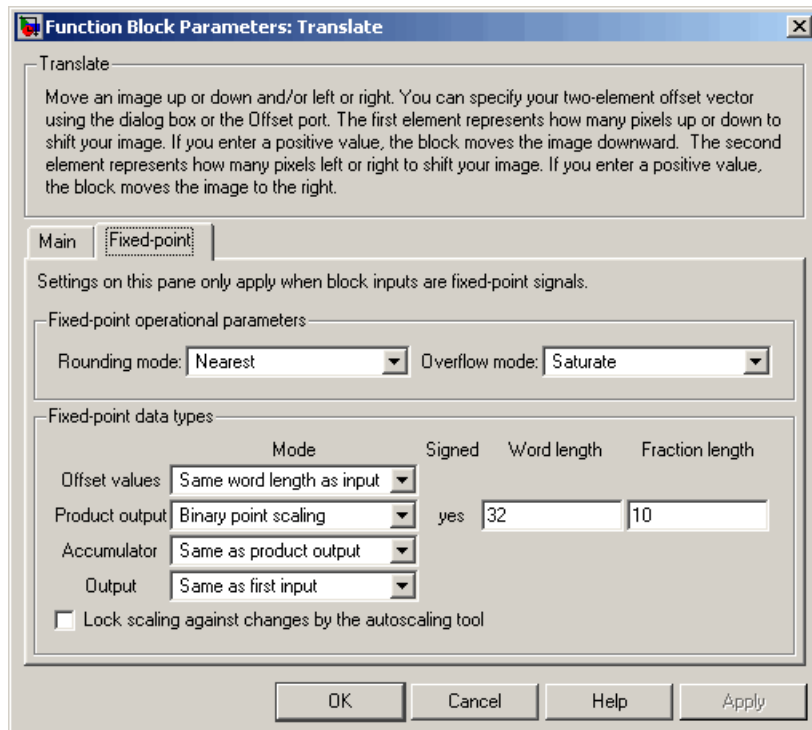 Function Block Parameters: Translate
Translate
Move an image up or down and/or left or right. You can specify your two-element offset vector
using the dialog box or the Offset port. The first element represents how many pixels up or down to
shift your image. If you enter a positive value, the block moves the image downward.  The second
element represents how many pixels left or right to shift your image. If you enter a positive value,
the block moves the image to the right.
Main Fixed-point
Settings on this pane only apply when block inputs are fixed-point signals.
Fixed-point operational parameters
Rounding mode: Nearest Overflow mode: Saturate
Fixed-point data types
Mode Signed Word length Fraction length
Offset values Same word length as input
Product output Binary point scaling yes 32 10
Accumulator Same as product output
Output Same as first input
Lock scaling against changes by the autoscaling tool
OK Cancel Help Apply